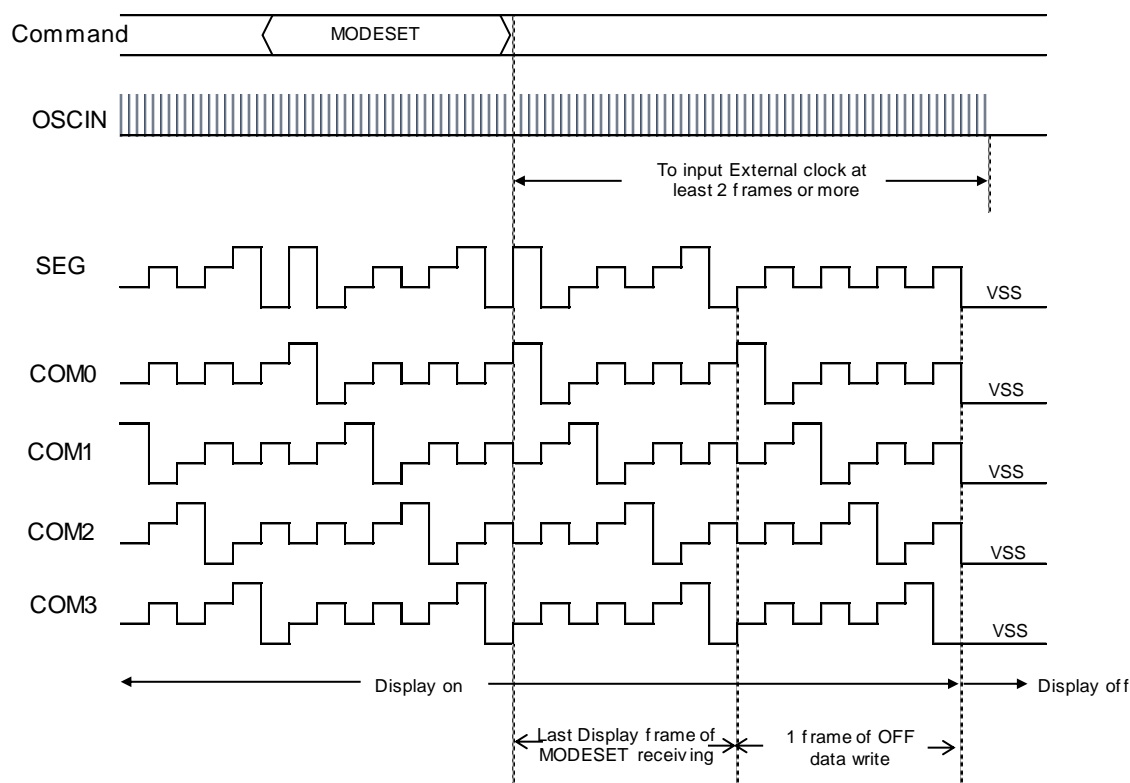 Command
MODESET
OSCIN
To input External clock at
least 2 frames or more
SEG
VSS
COM0
VSS
COM1
VSS
COM2
VSS
COM3
VSS
Display on
Display off
Last Display frame of
MODESET receiving
1 frame of OFF
data write